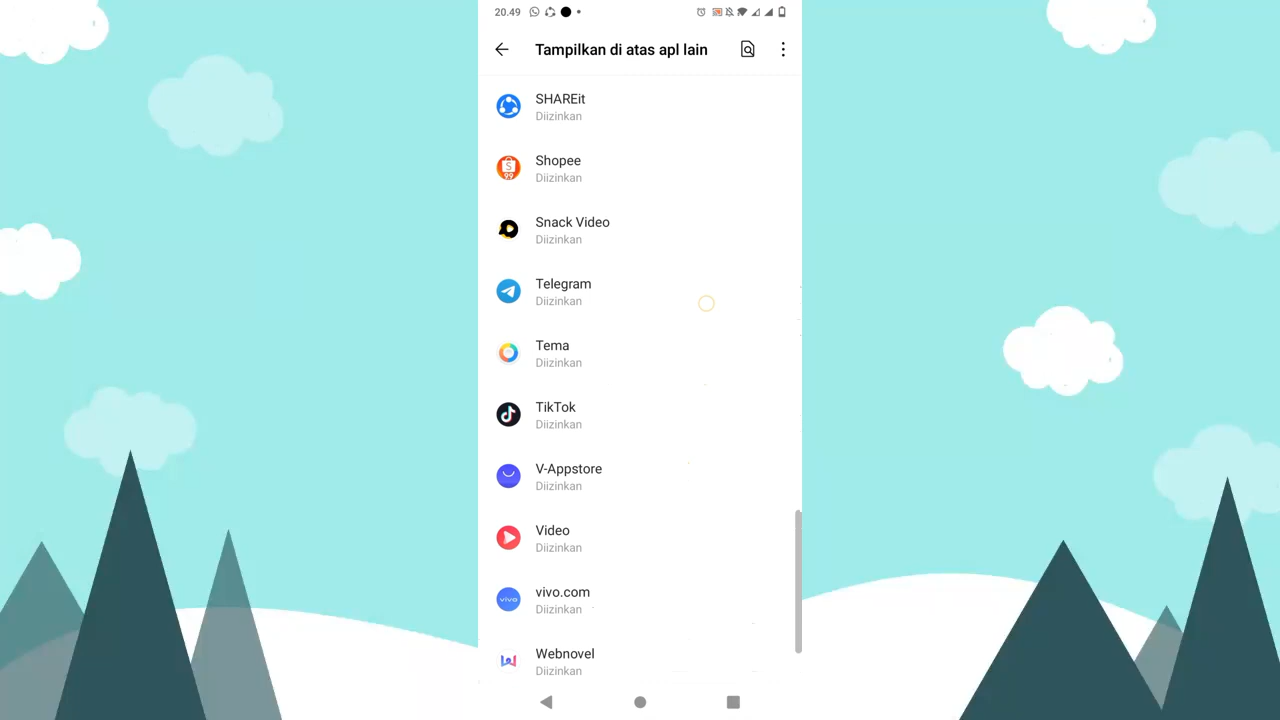 20.49
Tampilkan di atas apl lain
SHAREit
Diizinkan
Shopee
Diizinkan
Snack Video
Diizinkan
Telegram
Diizinkan
Tema
Diizinkan
TikTok
Diizinkan
V-Appstore
Diizinkan
Video
Diizinkan
vivo.com
Diizinkan
Webnovel
Diizinkan